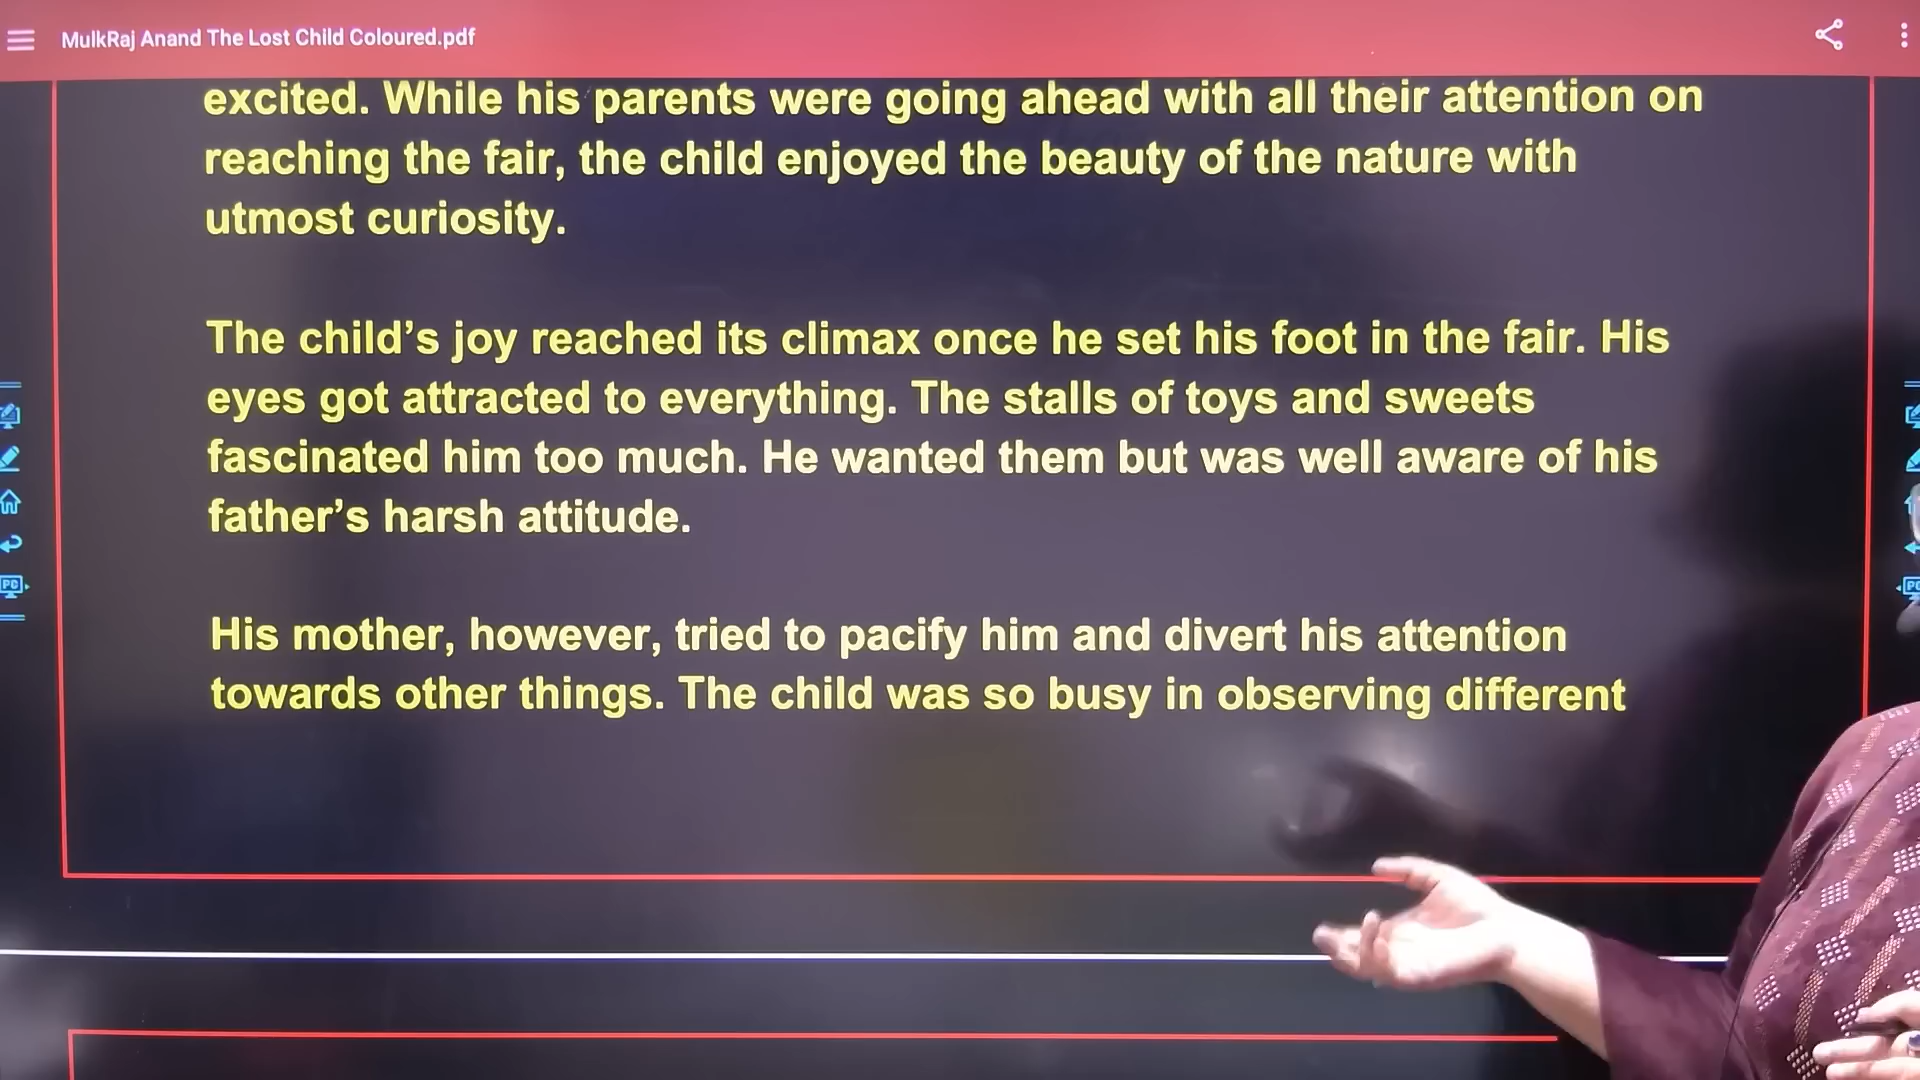 MulkRaj Anand The Lost Child Coloured.pdf
excited. While his parents were going ahead with all their attention on
reaching the fair, the child enjoyed the beauty of the nature with
utmost curiosity.
The child’s joy reached its climax once he set his foot in the fair. His
eyes got attracted to everything. The stalls of toys and sweets
fascinated him too much. He wanted them but was well aware of his
father’s harsh attitude.
His mother, however, tried to pacify him and divert his attention
towards other things. The child was so busy in observing different
PC
PC